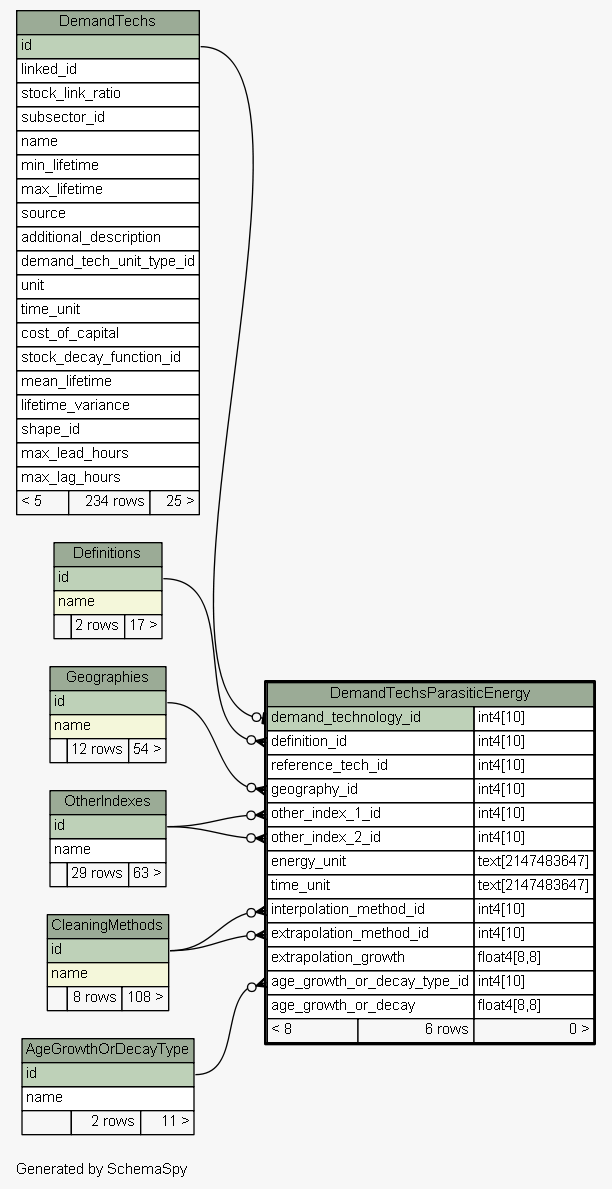 DemandTechs
id
linked_id
stock_link_ratio
subsector_id
name
min_lifetime
max_lifetime
source
additional_description
demand_tech_unit_type_id
unit
time_unit
cost_of_capital
stock_decay_function_id
mean_lifetime
lifetime_variance
shape_id
max_lead_hours
max_lag_hours
< 5 234 rows 25 >
Definitions
id
name
2 rows 17 >
Geographies
id
name
12 rows 54 >
OtherIndexes
id
name
29 rows 63 >
CleaningMethods
id
name
8 rows 108 >
AgeGrowthOrDecayType
id
name
2 rows 11 >
DemandTechsParasiticEnergy
demand_technology_id int4[10]
definition_id int4[10]
reference_tech_id int4[10]
geography_id int4[10]
other_index_1_id int4[10]
other_index_2_id int4[10]
energy_unit text[2147483647]
time_unit text[2147483647]
interpolation_method_id int4[10]
extrapolation_method_id int4[10]
extrapolation_growth float4[8,8]
age_growth_or_decay_type_id int4[10]
age_growth_or_decay float4[8,8]
< 8 6 rows 0 >
Generated by SchemaSpy